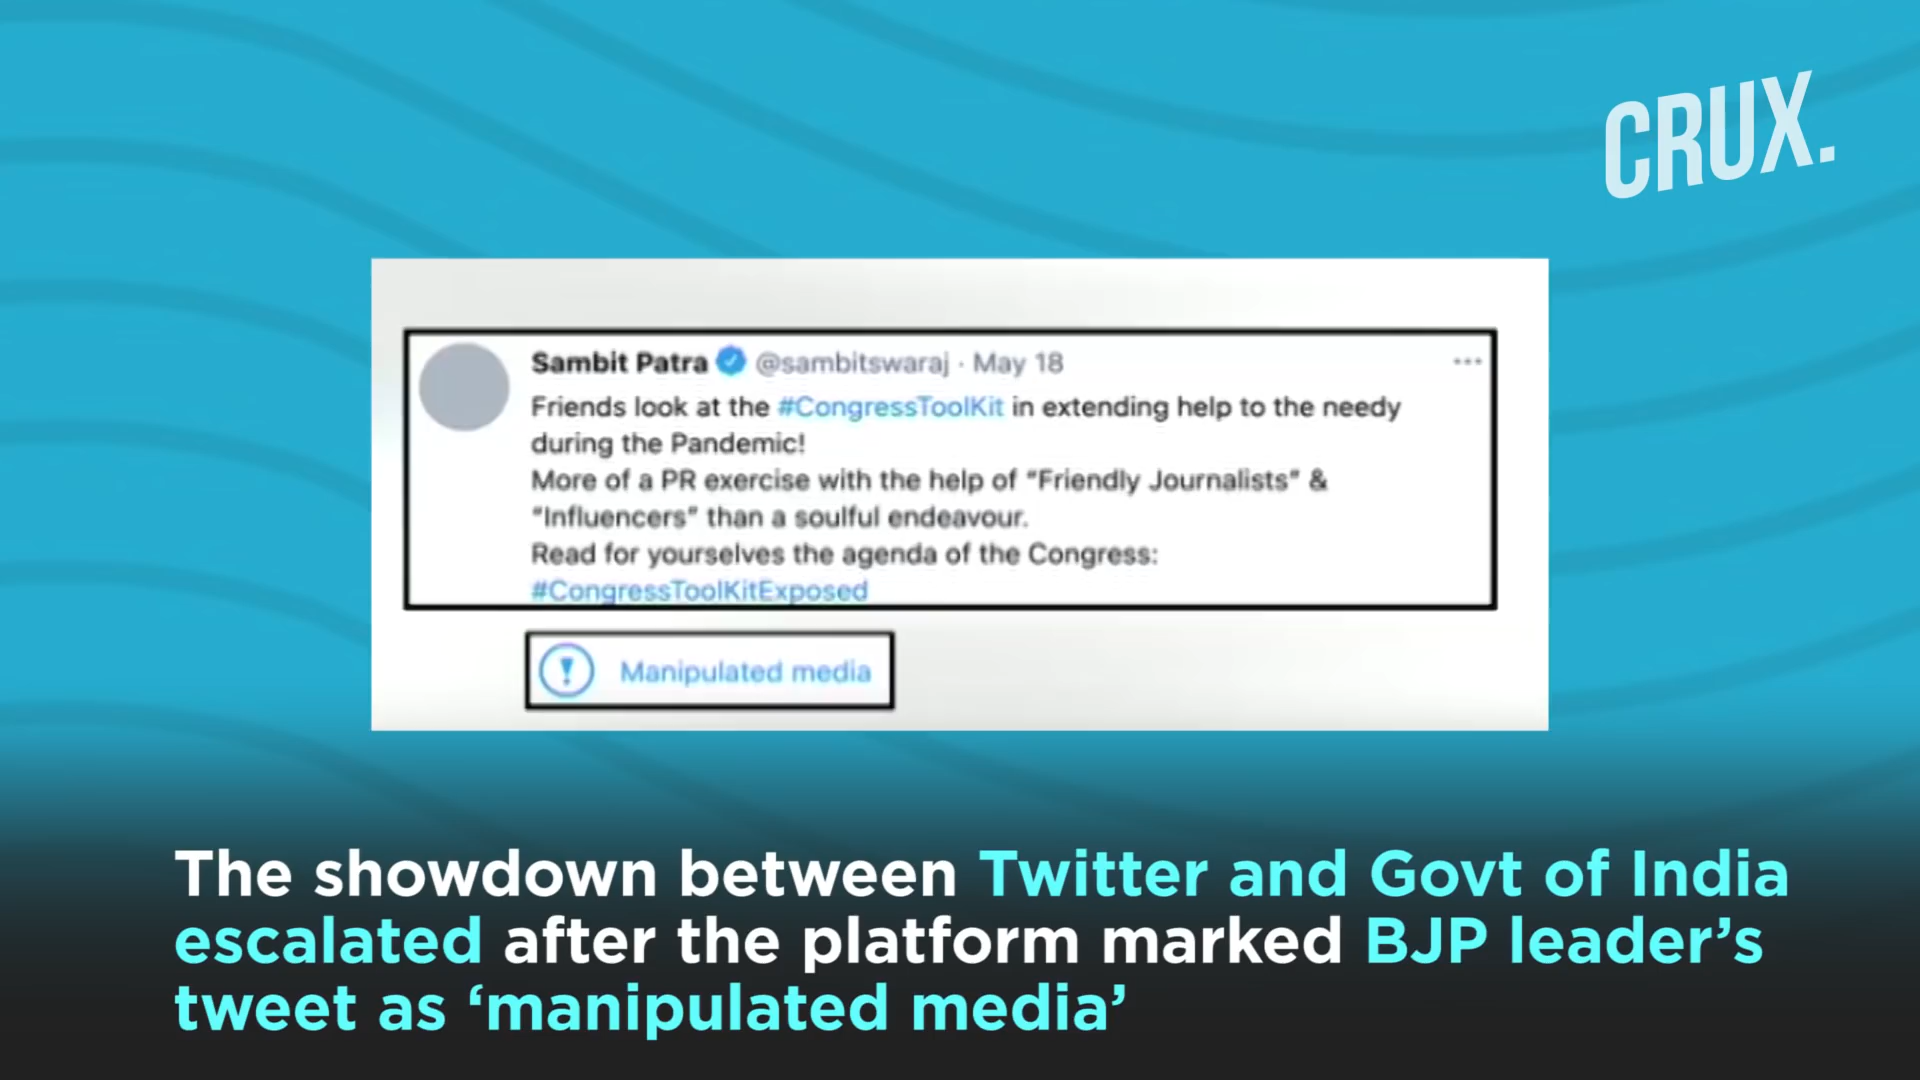 CRUX.
Sambit Patra @sambitswaraj · May 18 ...
Friends look at the #CongressToolKit in extending help to the needy
during the Pandemic!
More of a PR exercise with the help of "Friendly Journalists" &
"Influencers" than a soulful endeavour.
Read for yourselves the agenda of the Congress:
#CongressToolKitExposed
Manipulated media
The showdown between Twitter and Govt of India
escalated after the platform marked BJP leader’s
tweet as ‘manipulated media’